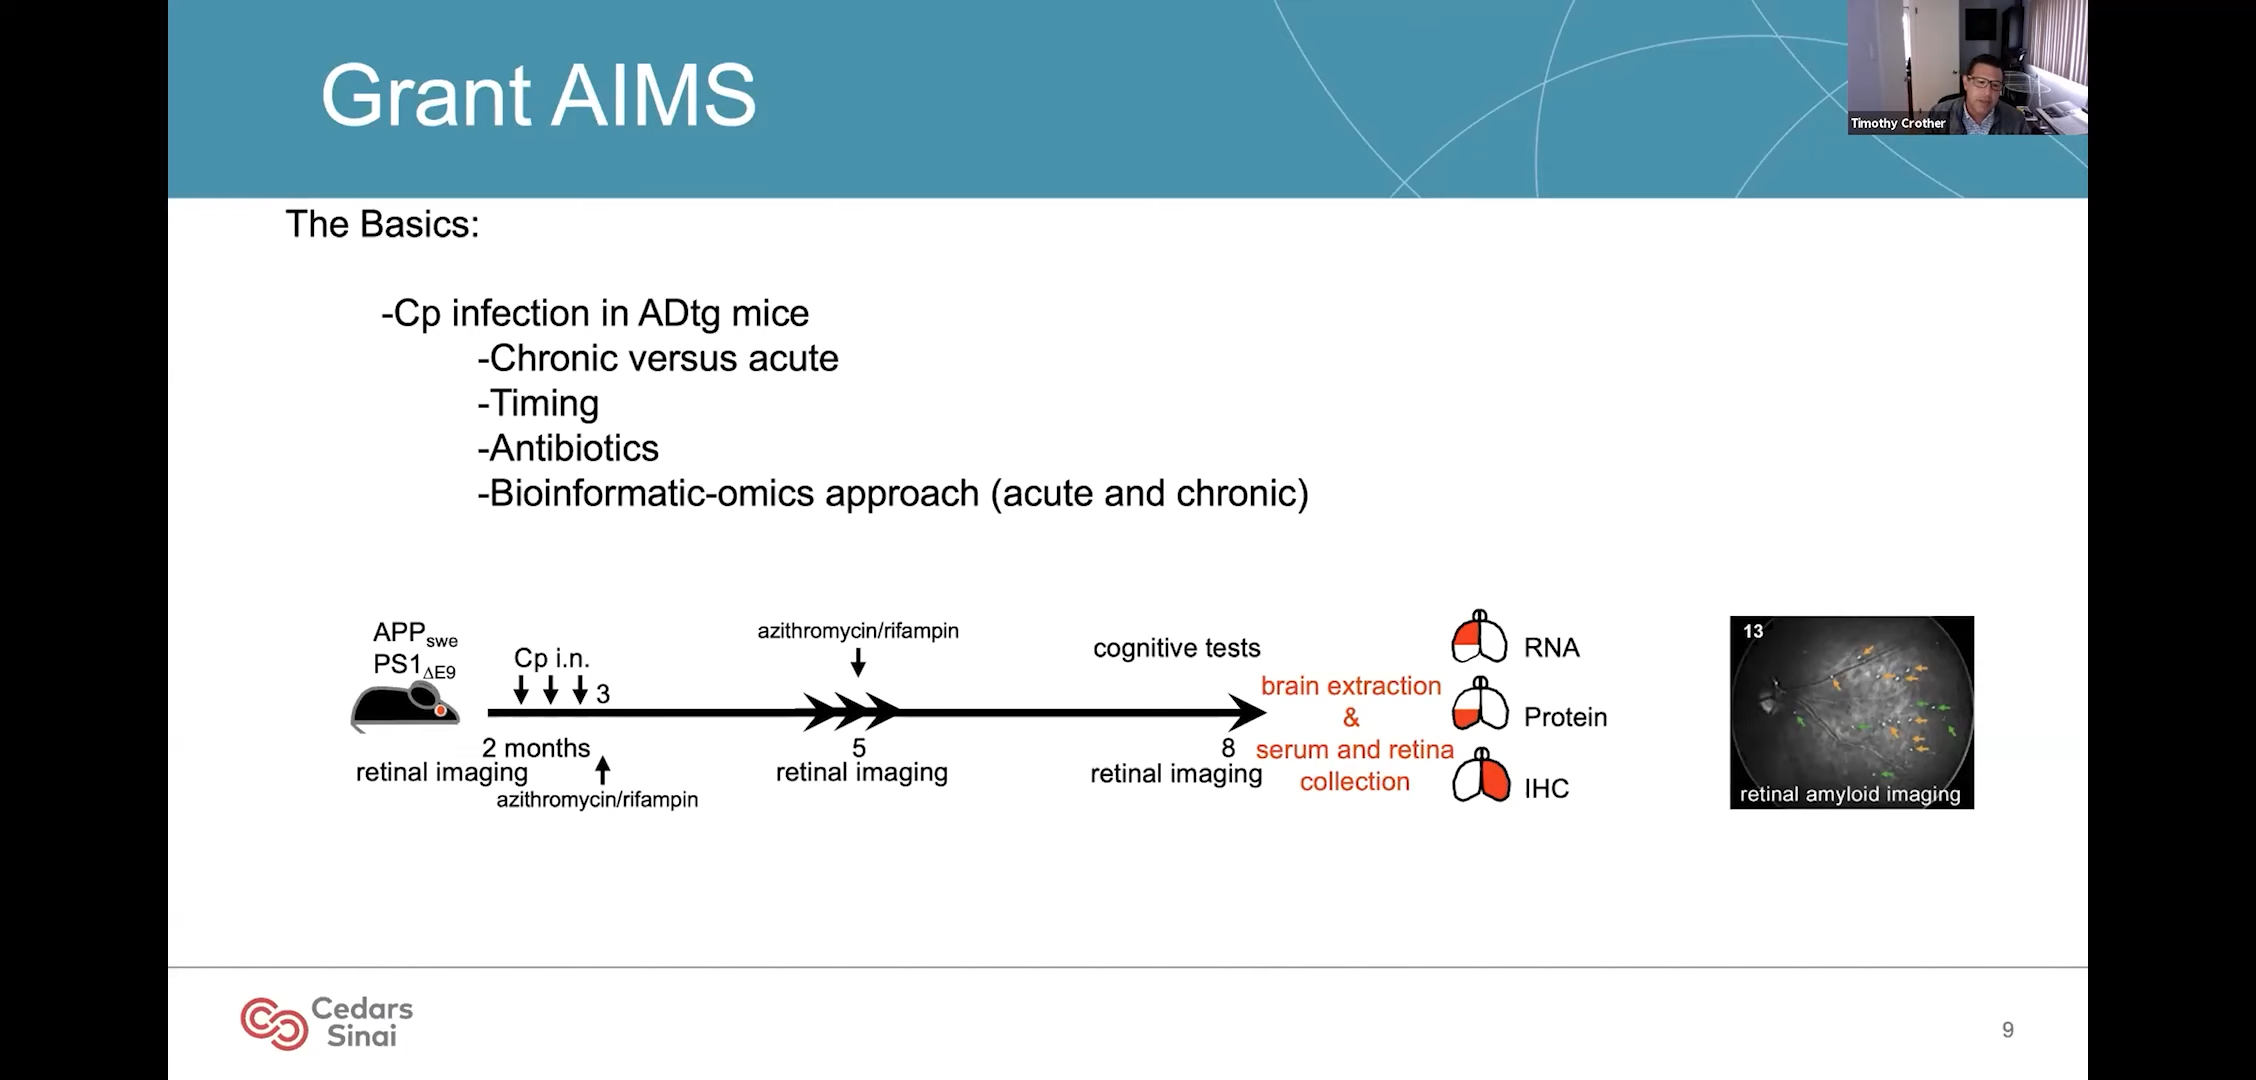 Grant AIMS
Timothy Crother
The Basics:
-Cp infection in ADtg mice
-Chronic versus acute
-Timing
-Antibiotics
-Bioinformatic-omics approach (acute and chronic)
APPswe
PS1ΔE9
Cp i.n.
3
azithromycin/rifampin
cognitive tests
2 months
retinal imaging
azithromycin/rifampin
5
retinal imaging
8
retinal imaging
brain extraction
&
serum and retina
collection
RNA
Protein
IHC
13
retinal amyloid imaging
Cedars
Sinai
9